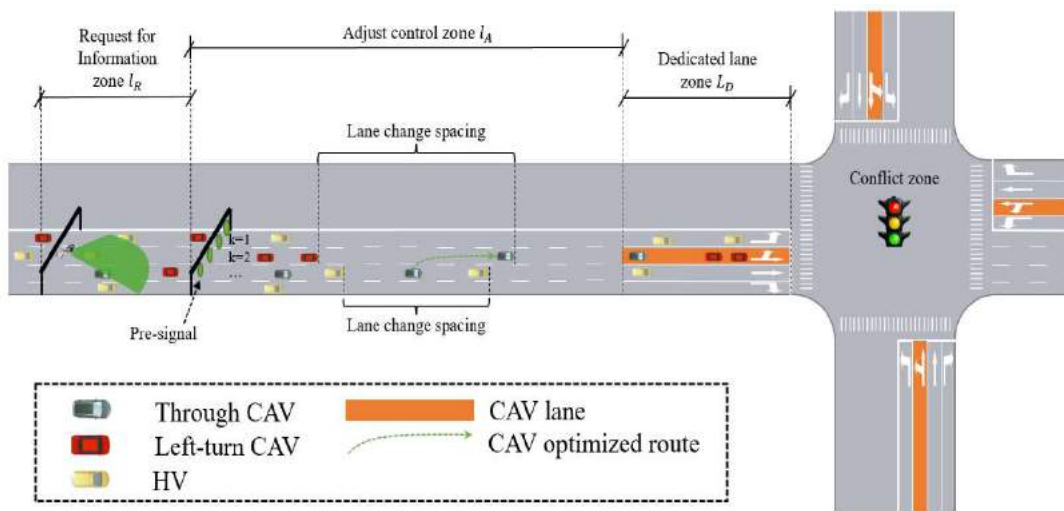 Request for
Information
zone l_R
Adjust control zone l_A
Dedicated lane
zone L_D
Lane change spacing
Conflict zone
k=1
k=2
...
Lane change spacing
Pre-signal
Through CAV
CAV lane
Left-turn CAV
CAV optimized route
HV